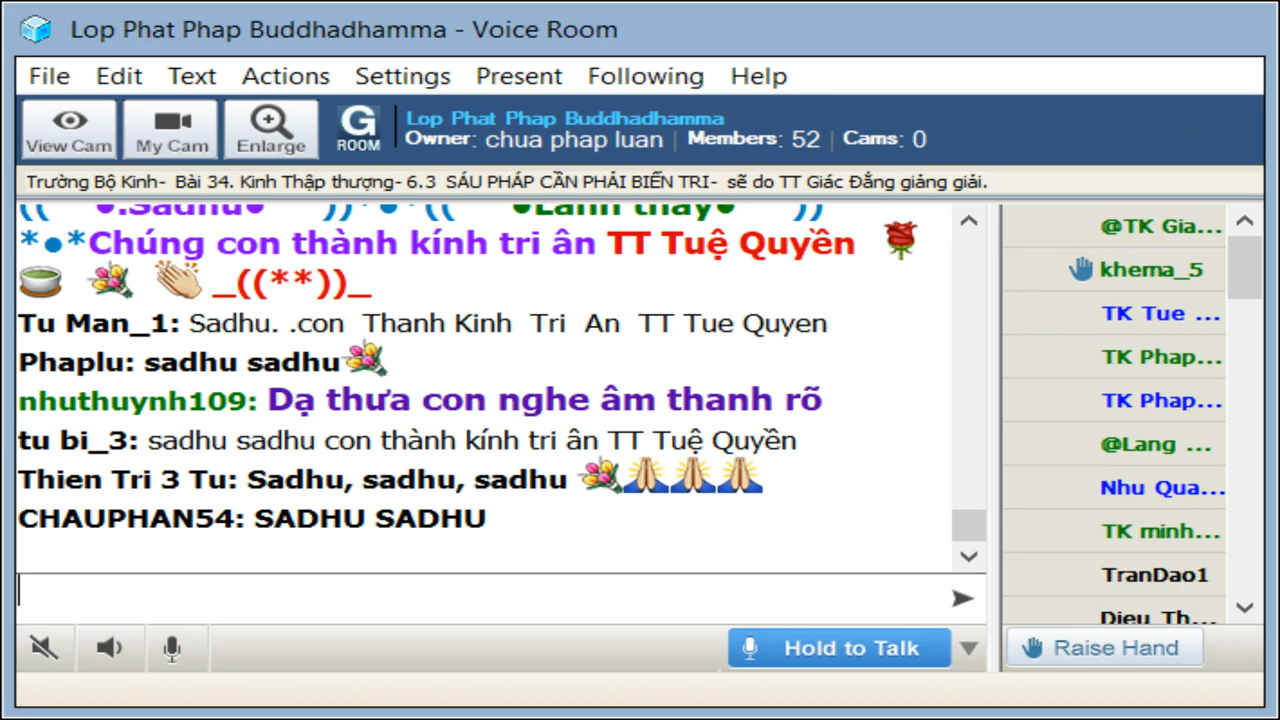 Lop Phat Phap Buddhadhamma - Voice Room
File Edit Text Actions Settings Present Following Help
View Cam My Cam Enlarge
G ROOM
Lop Phat Phap Buddhadhamma
Owner: chua phap luan | Members: 52 | Cams: 0
Trường Bộ Kinh- Bài 34. Kinh Thập thượng- 6.3 SÁU PHÁP CẦN PHẢI BIẾN TRI- sẽ do TT Giác Đẳng giảng giải.
((   ●.Sadhu●   ))*●*((   ●Lành thay●   ))
*●*Chúng con thành kính tri ân TT Tuệ Quyền
_((**))_
Tu Man_1: Sadhu. .con Thanh Kinh Tri An TT Tue Quyen
Phaplu: sadhu sadhu
nhuthuynh109: Dạ thưa con nghe âm thanh rõ
tu bi_3: sadhu sadhu con thành kính tri ân TT Tuệ Quyền
Thien Tri 3 Tu: Sadhu, sadhu, sadhu
CHAUPHAN54: SADHU SADHU
@TK Gia...
khema_5
TK Tue ...
TK Phap...
TK Phap...
@Lang ...
Nhu Qua...
TK minh...
TranDao1
Dieu Th...
Hold to Talk
Raise Hand